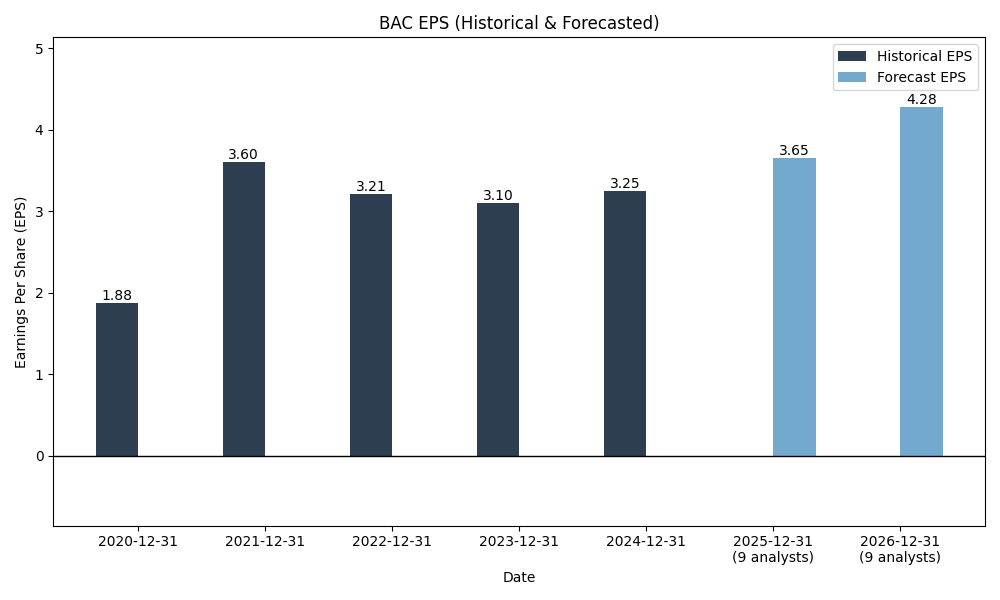 BAC EPS (Historical & Forecasted)
Historical EPS
Forecast EPS
Earnings Per Share (EPS)
5
4
3
2
1
0
1.88
3.60
3.21
3.10
3.25
3.65
4.28
2020-12-31
2021-12-31
2022-12-31
2023-12-31
2024-12-31
2025-12-31
(9 analysts)
2026-12-31
(9 analysts)
Date